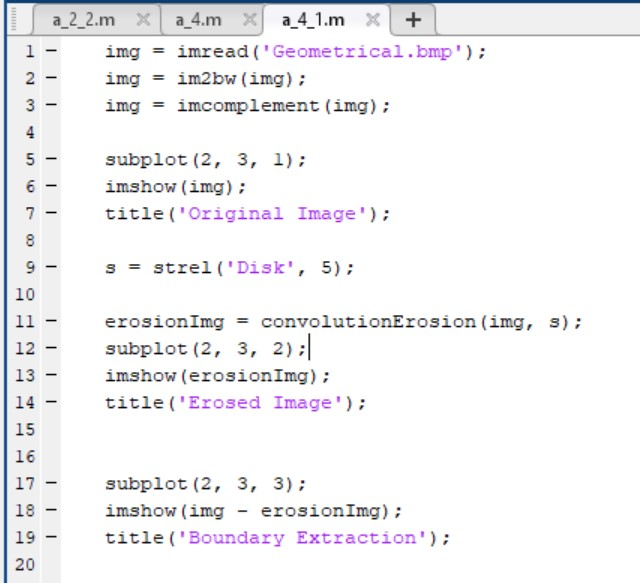 a_2_2.m × a_4.m × a_4_1.m × +
1 – img = imread('Geometrical.bmp');
2 – img = im2bw(img);
3 – img = imcomplement(img);
4
5 – subplot(2, 3, 1);
6 – imshow(img);
7 – title('Original Image');
8
9 – s = strel('Disk', 5);
10
11 – erosionImg = convolutionErosion(img, s);
12 – subplot(2, 3, 2);
13 – imshow(erosionImg);
14 – title('Erosed Image');
15
16
17 – subplot(2, 3, 3);
18 – imshow(img - erosionImg);
19 – title('Boundary Extraction');
20